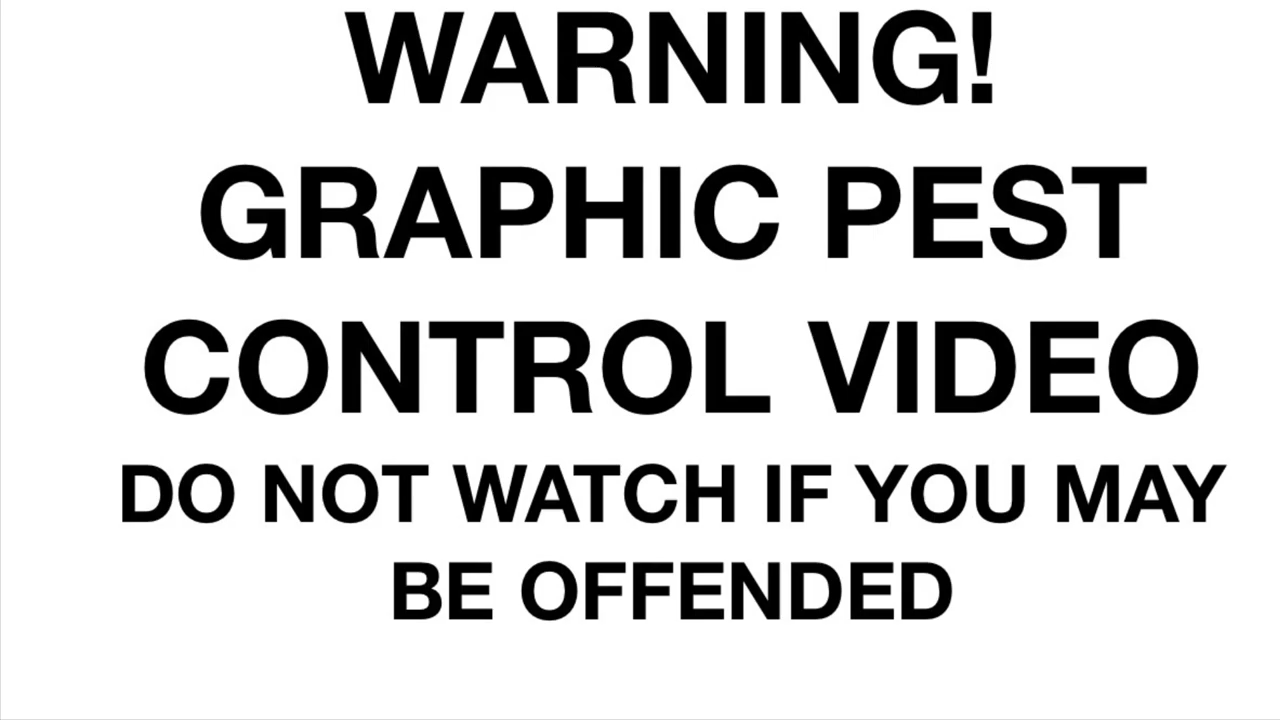 WARNING!
GRAPHIC PEST
CONTROL VIDEO
DO NOT WATCH IF YOU MAY
BE OFFENDED